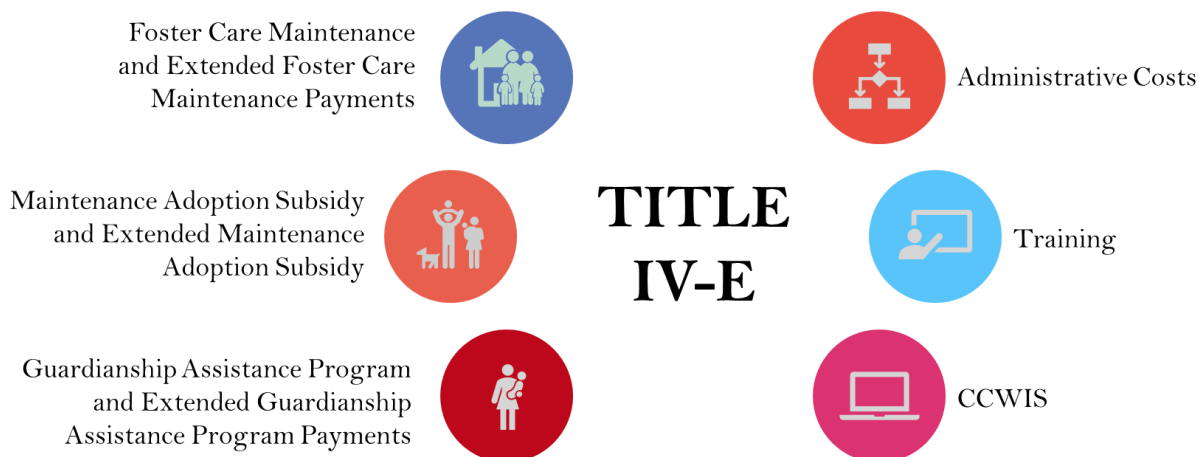 Foster Care Maintenance
and Extended Foster Care
Maintenance Payments
Maintenance Adoption Subsidy
and Extended Maintenance
Adoption Subsidy
Guardianship Assistance Program
and Extended Guardianship
Assistance Program Payments
TITLE
IV-E
Administrative Costs
Training
CCWIS